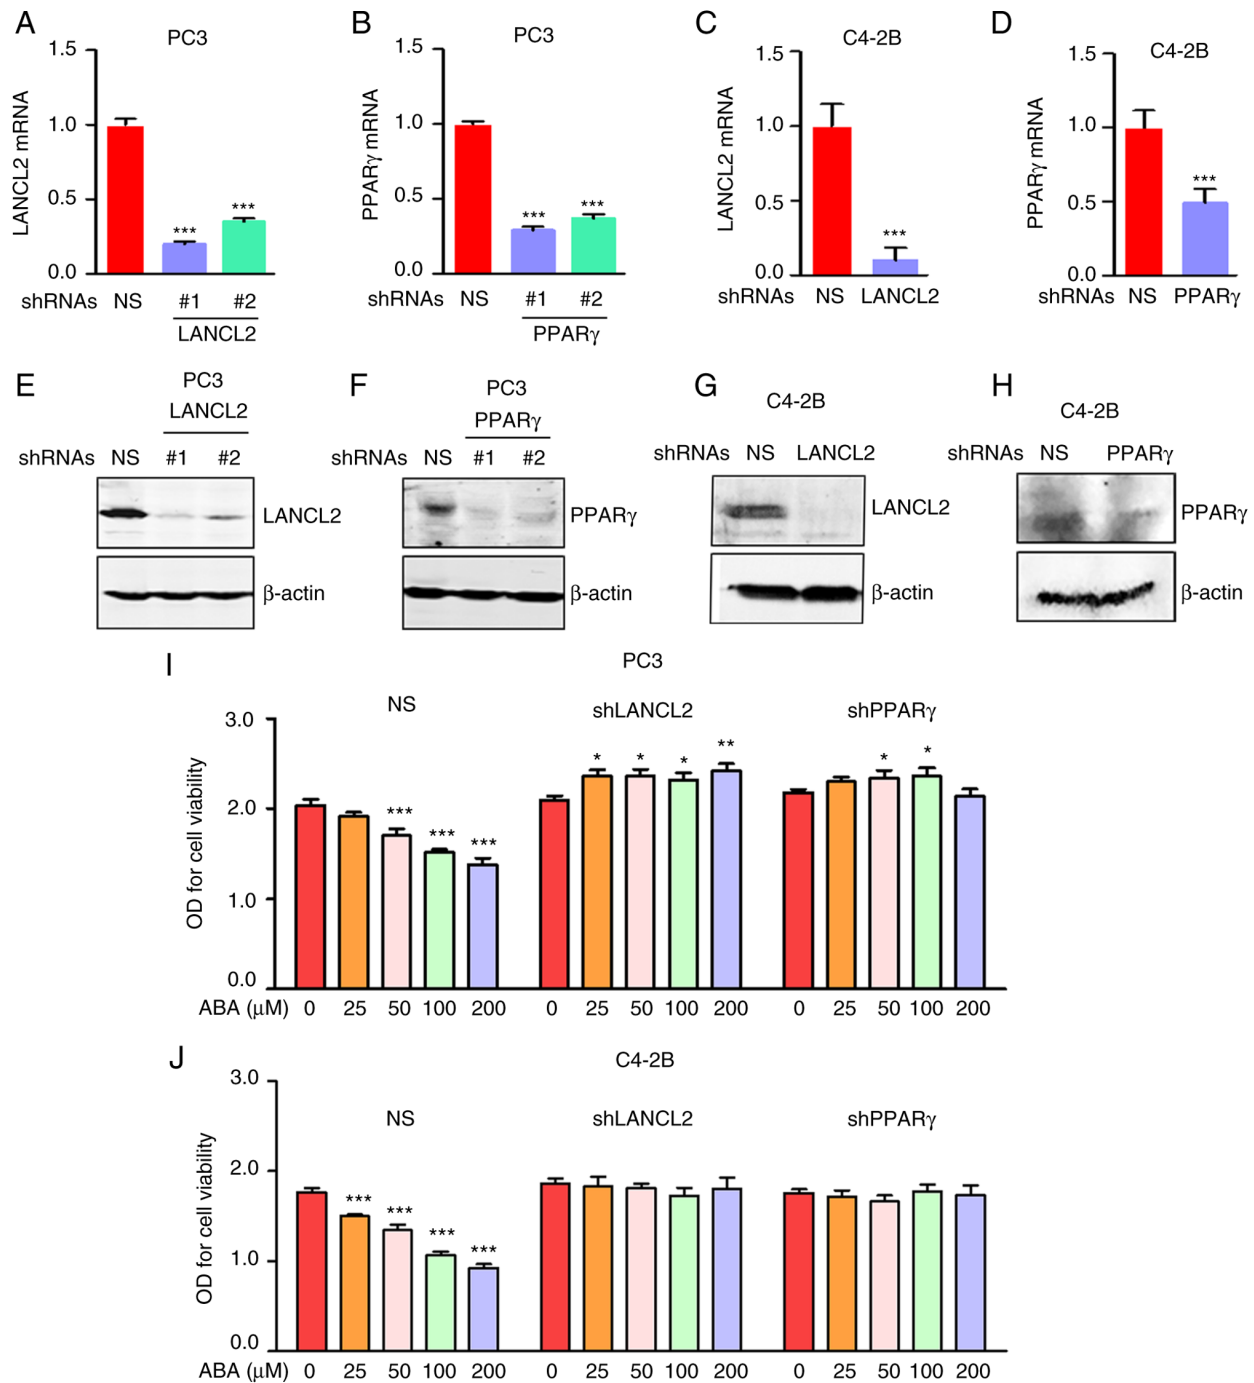 A B C D
PC3 PC3 C4-2B C4-2B
LANCL2 mRNA
1.5
1.0
0.5
0.0
*** ***
shRNAs NS #1 #2
LANCL2
PPARγ mRNA
1.5
1.0
0.5
0.0
*** ***
shRNAs NS #1 #2
PPARγ
LANCL2 mRNA
1.5
1.0
0.5
0.0
***
shRNAs NS LANCL2
PPARγ mRNA
1.5
1.0
0.5
0.0
***
shRNAs NS PPARγ
E
PC3
LANCL2
shRNAs NS #1 #2
LANCL2
β-actin
F
PC3
PPARγ
shRNAs NS #1 #2
PPARγ
β-actin
G
C4-2B
shRNAs NS LANCL2
LANCL2
β-actin
H
C4-2B
shRNAs NS PPARγ
PPARγ
β-actin
I
PC3
NS shLANCL2 shPPARγ
OD for cell viability
3.0
2.0
1.0
0.0
*** *** *** * * * ** * *
ABA (μM) 0 25 50 100 200 0 25 50 100 200 0 25 50 100 200
J
C4-2B
NS shLANCL2 shPPARγ
OD for cell viability
3.0
2.0
1.0
0.0
*** *** *** ***
ABA (μM) 0 25 50 100 200 0 25 50 100 200 0 25 50 100 200